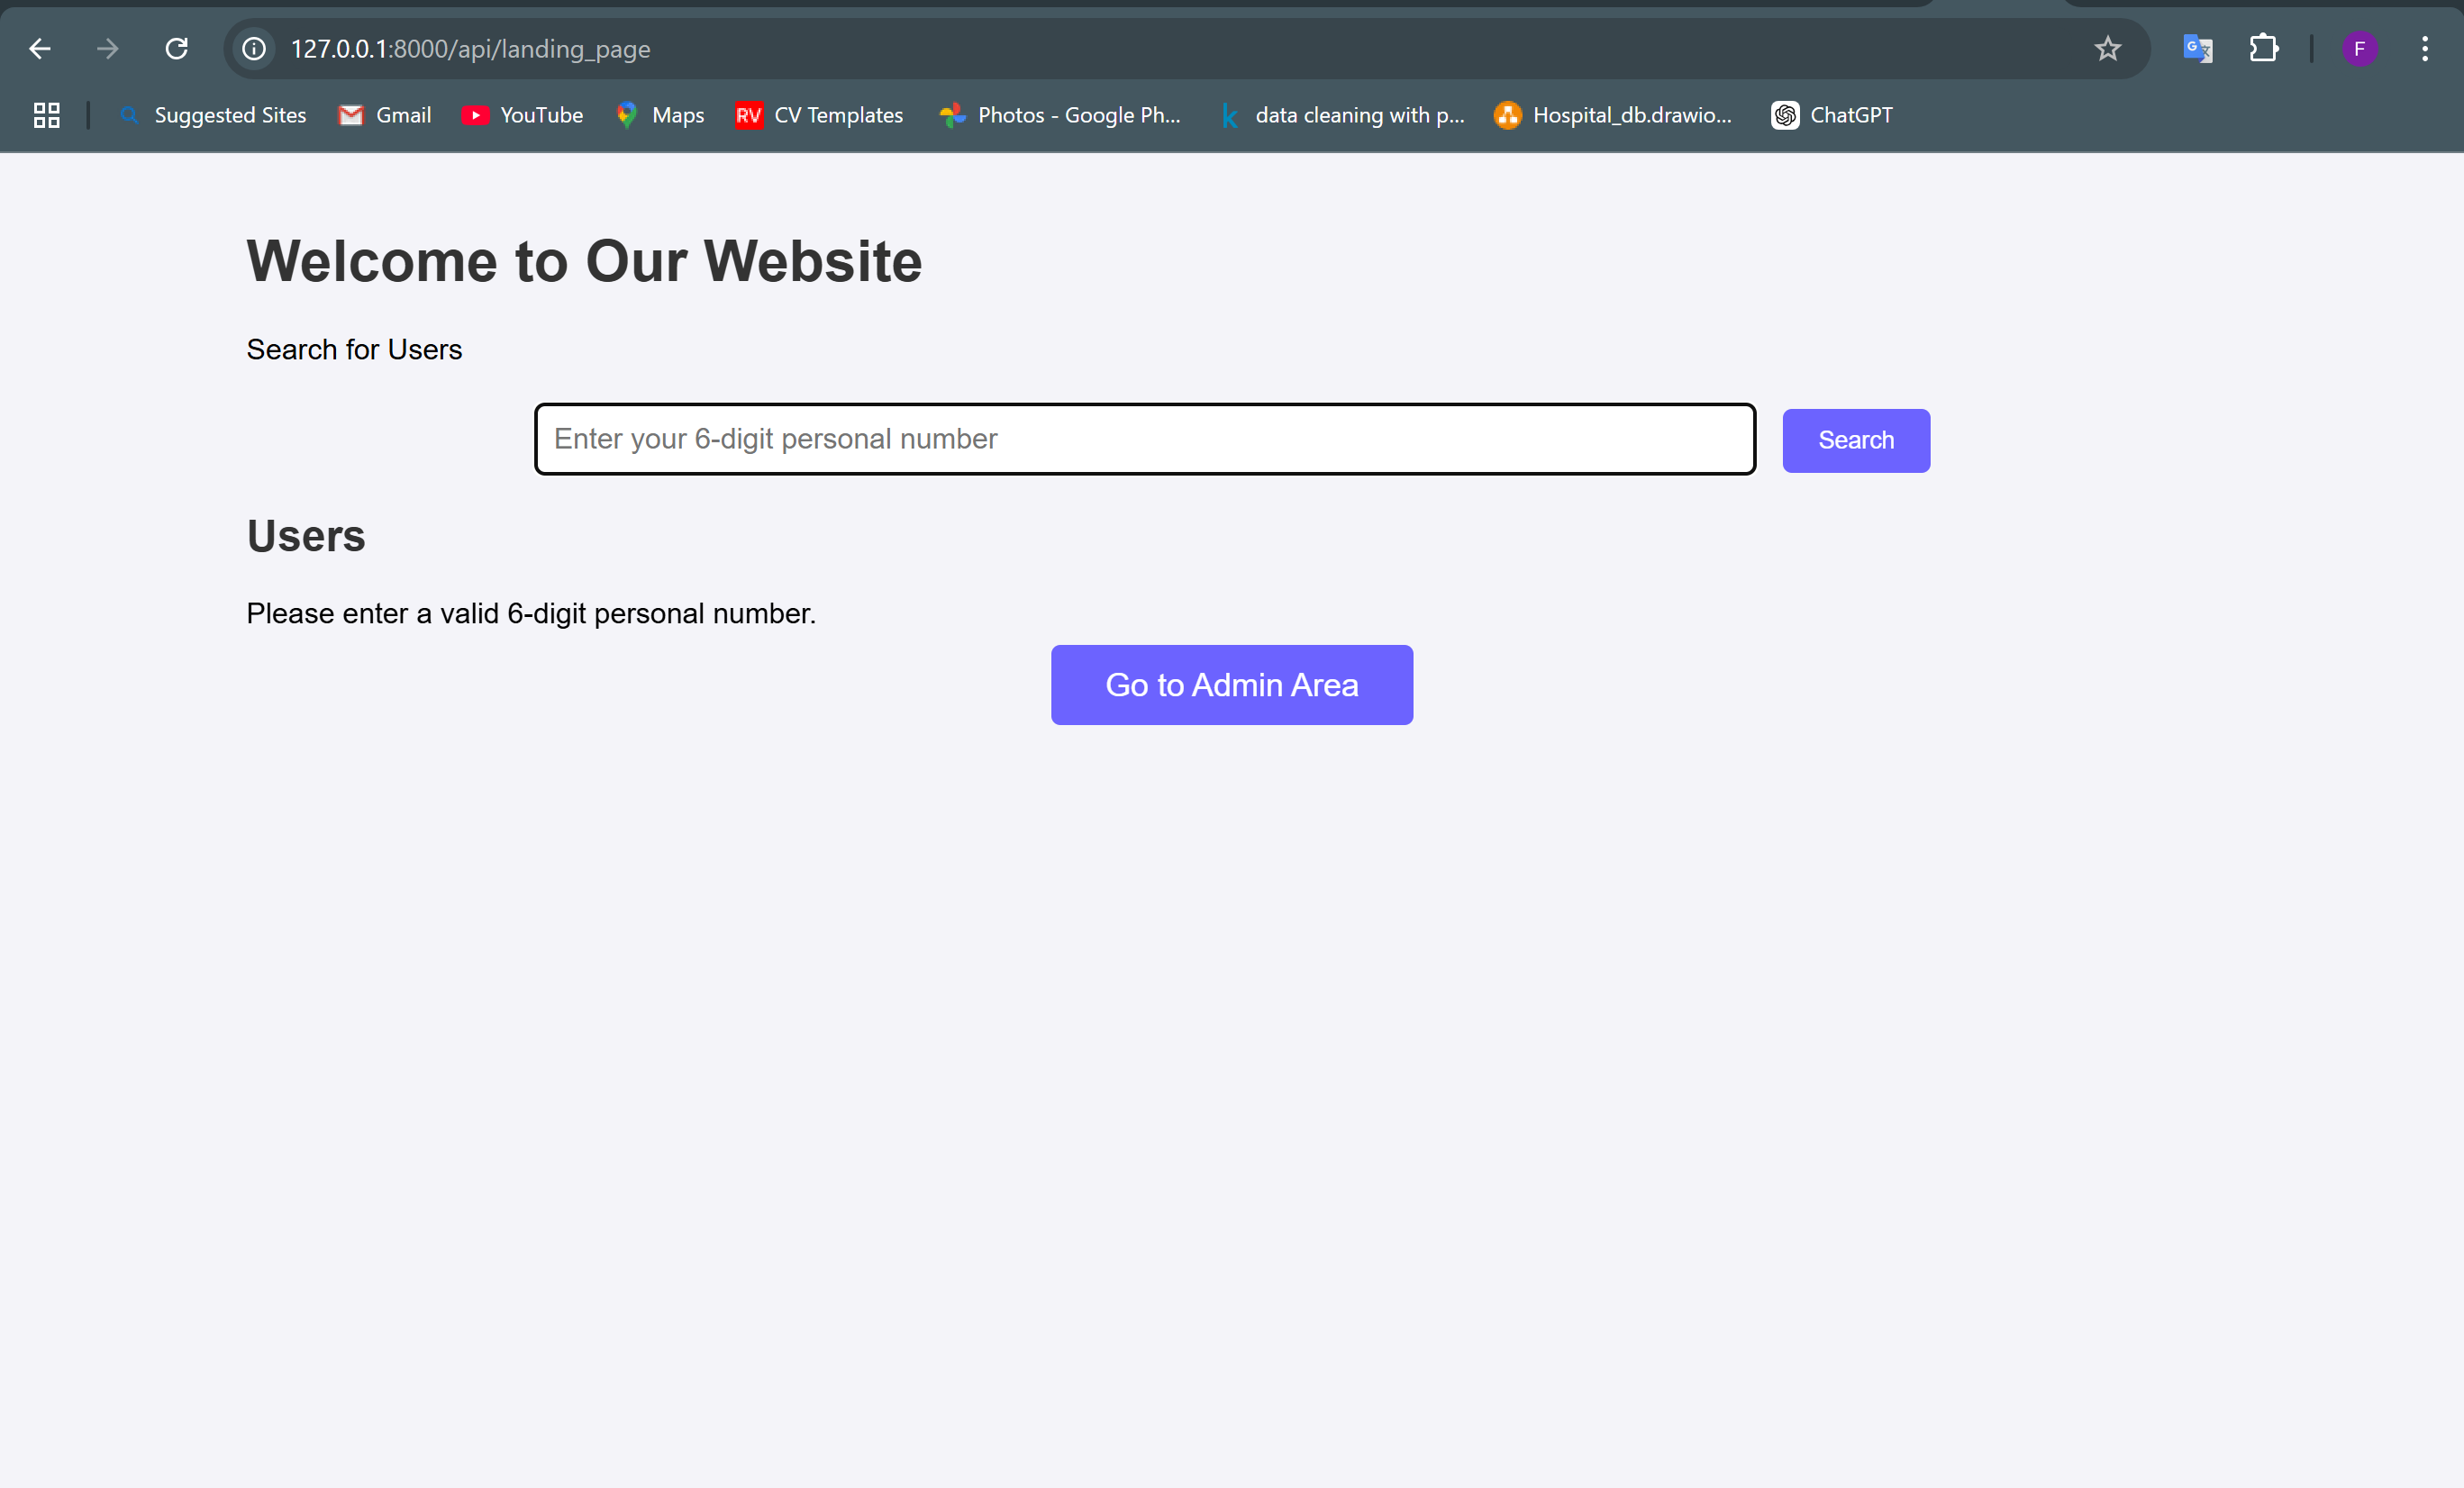 127.0.0.1:8000/api/landing_page
F
Suggested Sites Gmail YouTube Maps RV CV Templates Photos - Google Ph... k data cleaning with p... Hospital_db.drawio... ChatGPT
Welcome to Our Website
Search for Users
Enter your 6-digit personal number Search
Users
Please enter a valid 6-digit personal number.
Go to Admin Area